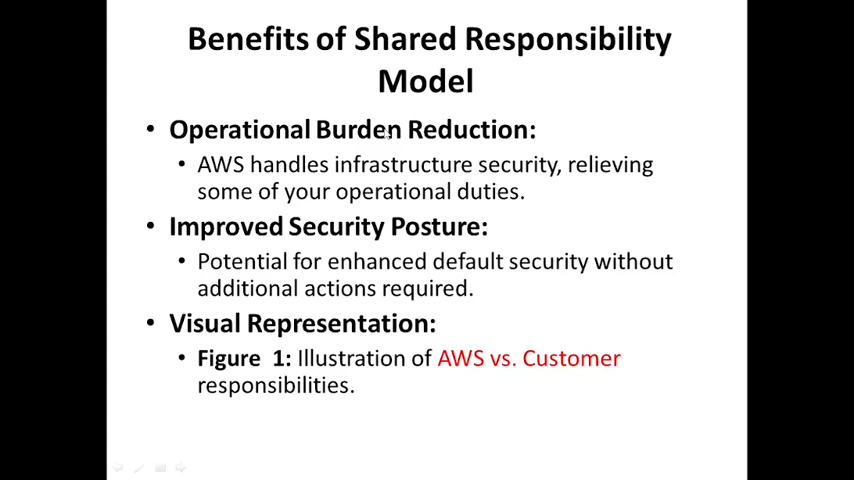 Benefits of Shared Responsibility
Model
• Operational Burden Reduction:
• AWS handles infrastructure security, relieving
some of your operational duties.
• Improved Security Posture:
• Potential for enhanced default security without
additional actions required.
• Visual Representation:
• Figure 1: Illustration of AWS vs. Customer
responsibilities.